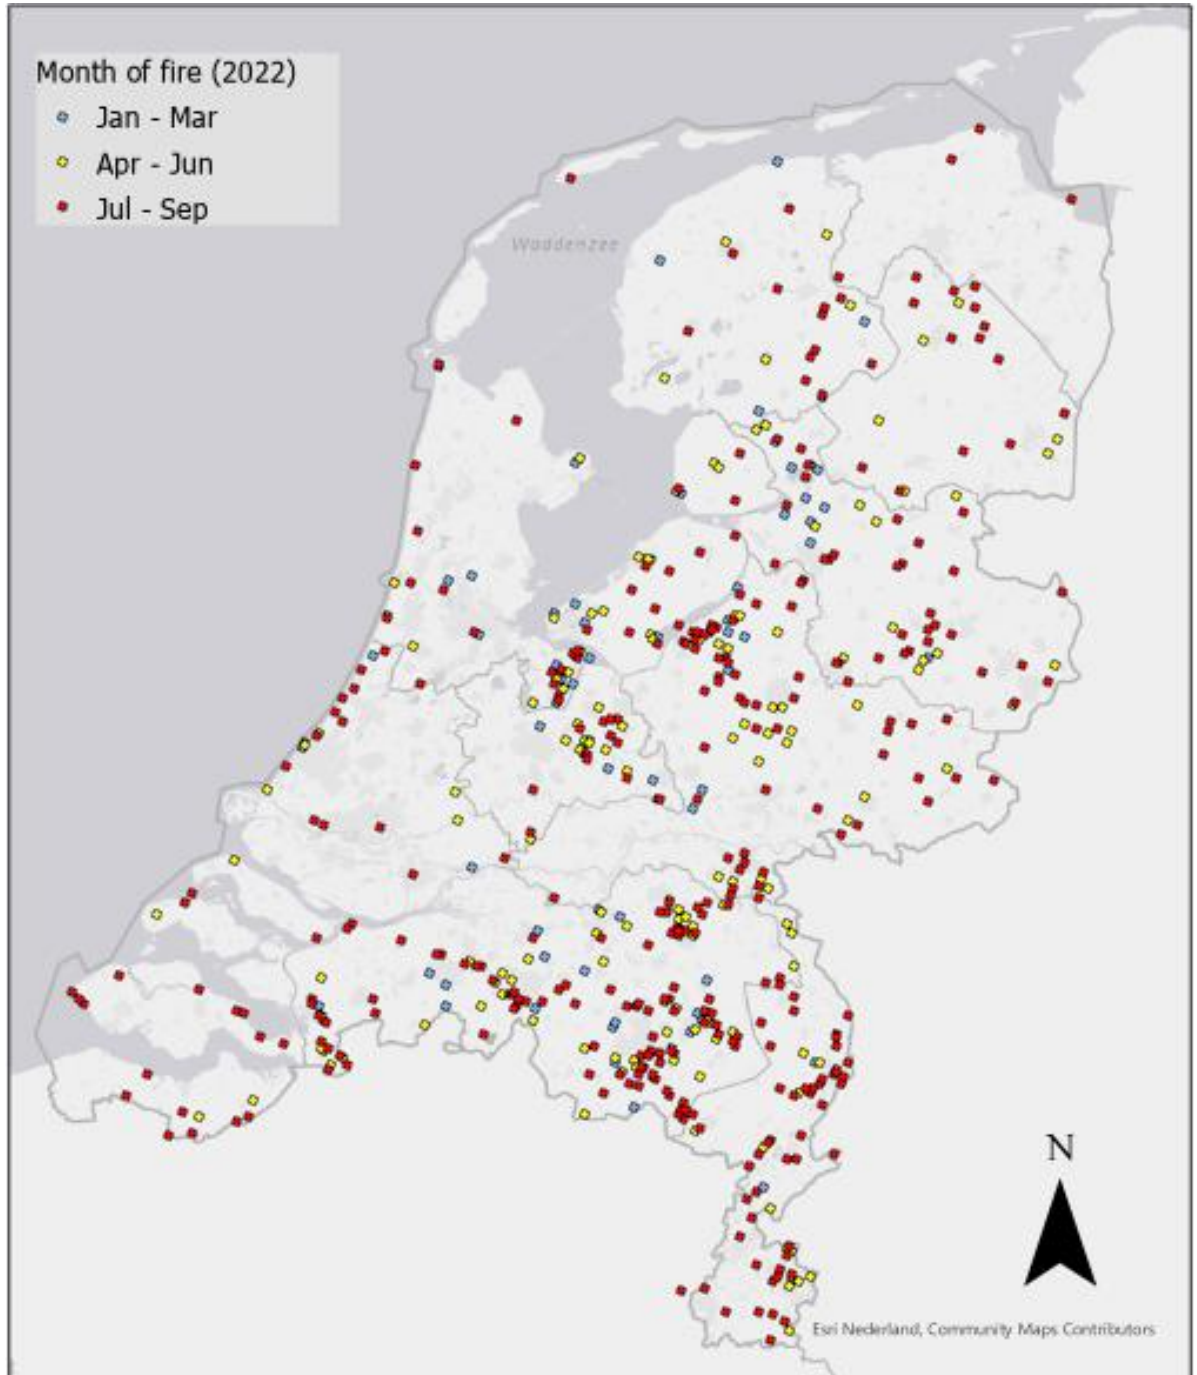 Month of fire (2022)
Jan - Mar
Apr - Jun
Jul - Sep
Waddenzee
N
Esri Nederland, Community Maps Contributors